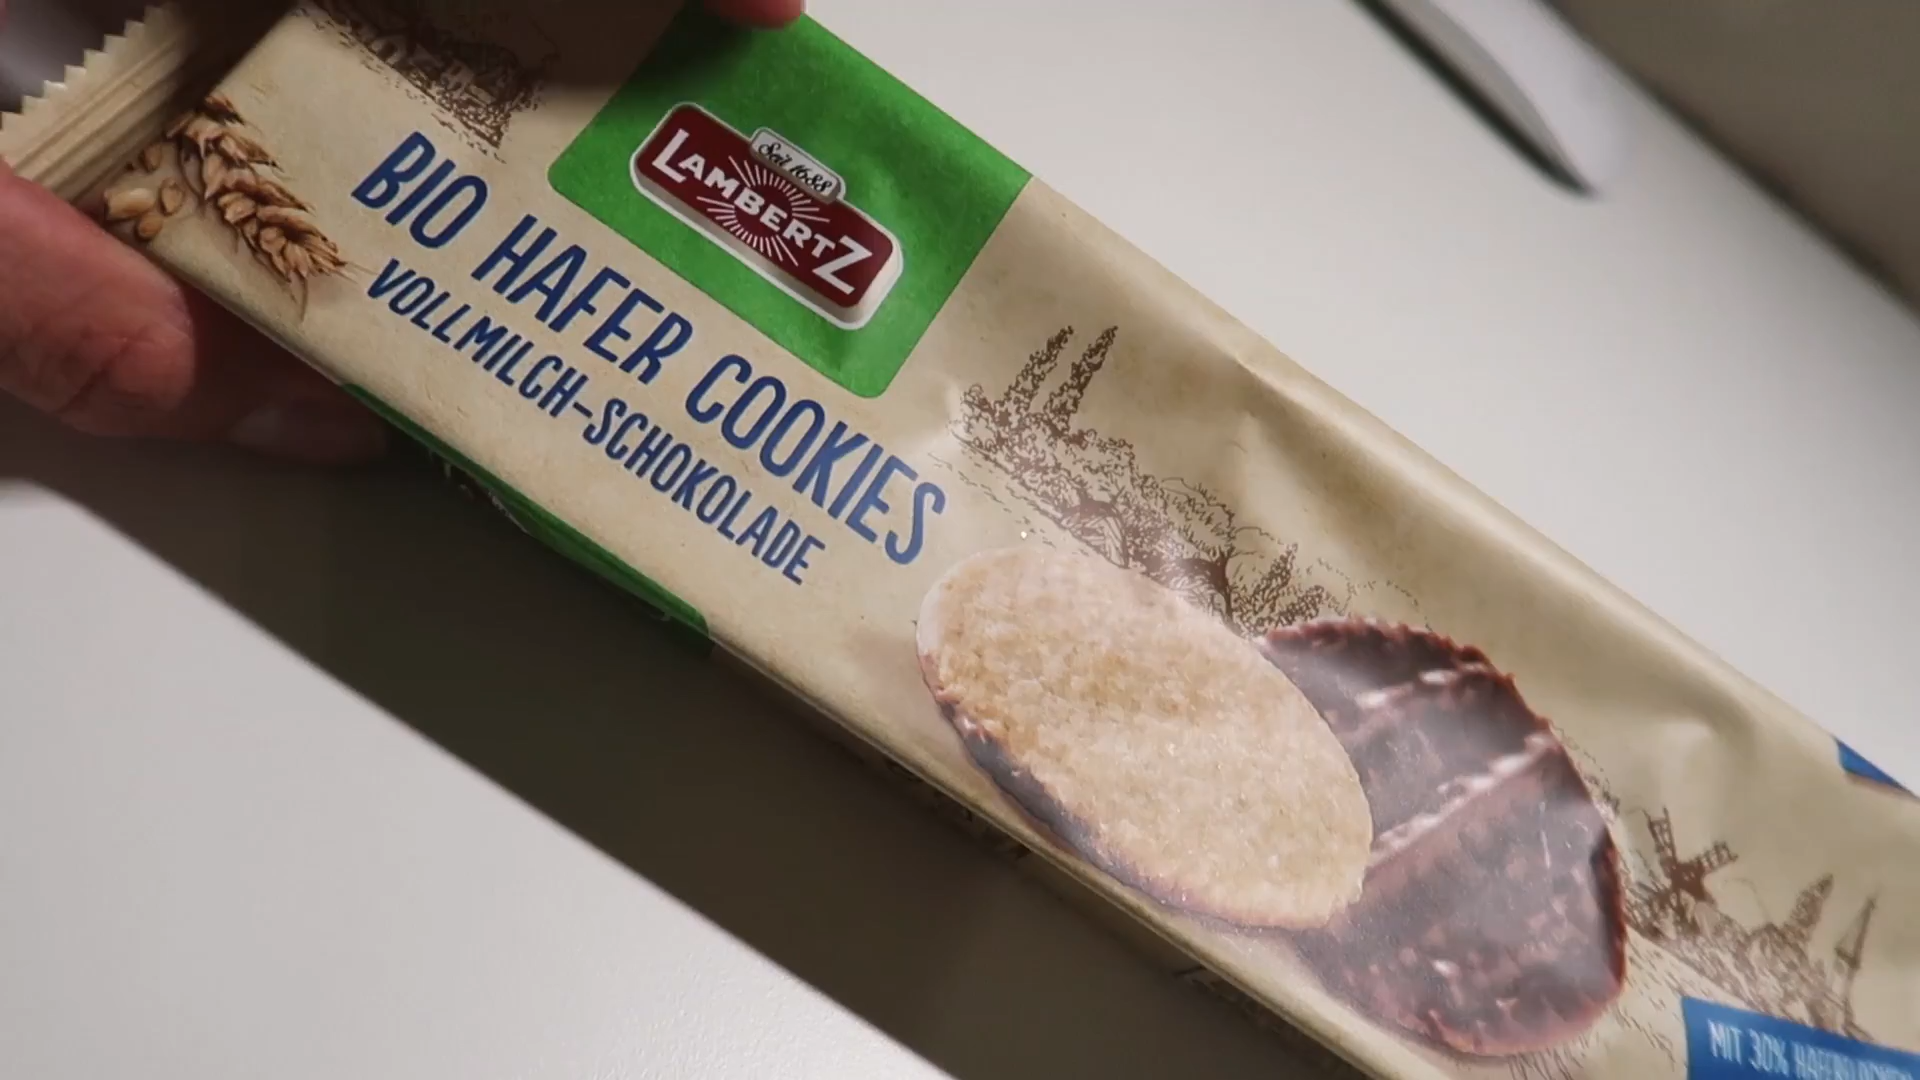 Seit 1688
LAMBERTZ
BIO HAFER COOKIES
VOLLMILCH-SCHOKOLADE
MIT 30%